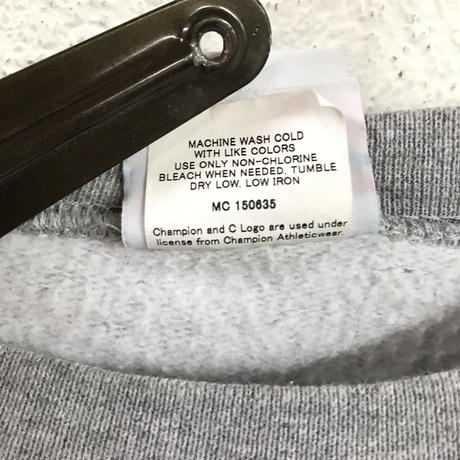 MACHINE WASH COLD
WITH LIKE COLORS
USE ONLY NON-CHLORINE
BLEACH WHEN NEEDED, TUMBLE
DRY LOW, LOW IRON
MC 150635
Champion and C Logo are used under
license from Champion Athleticwear.